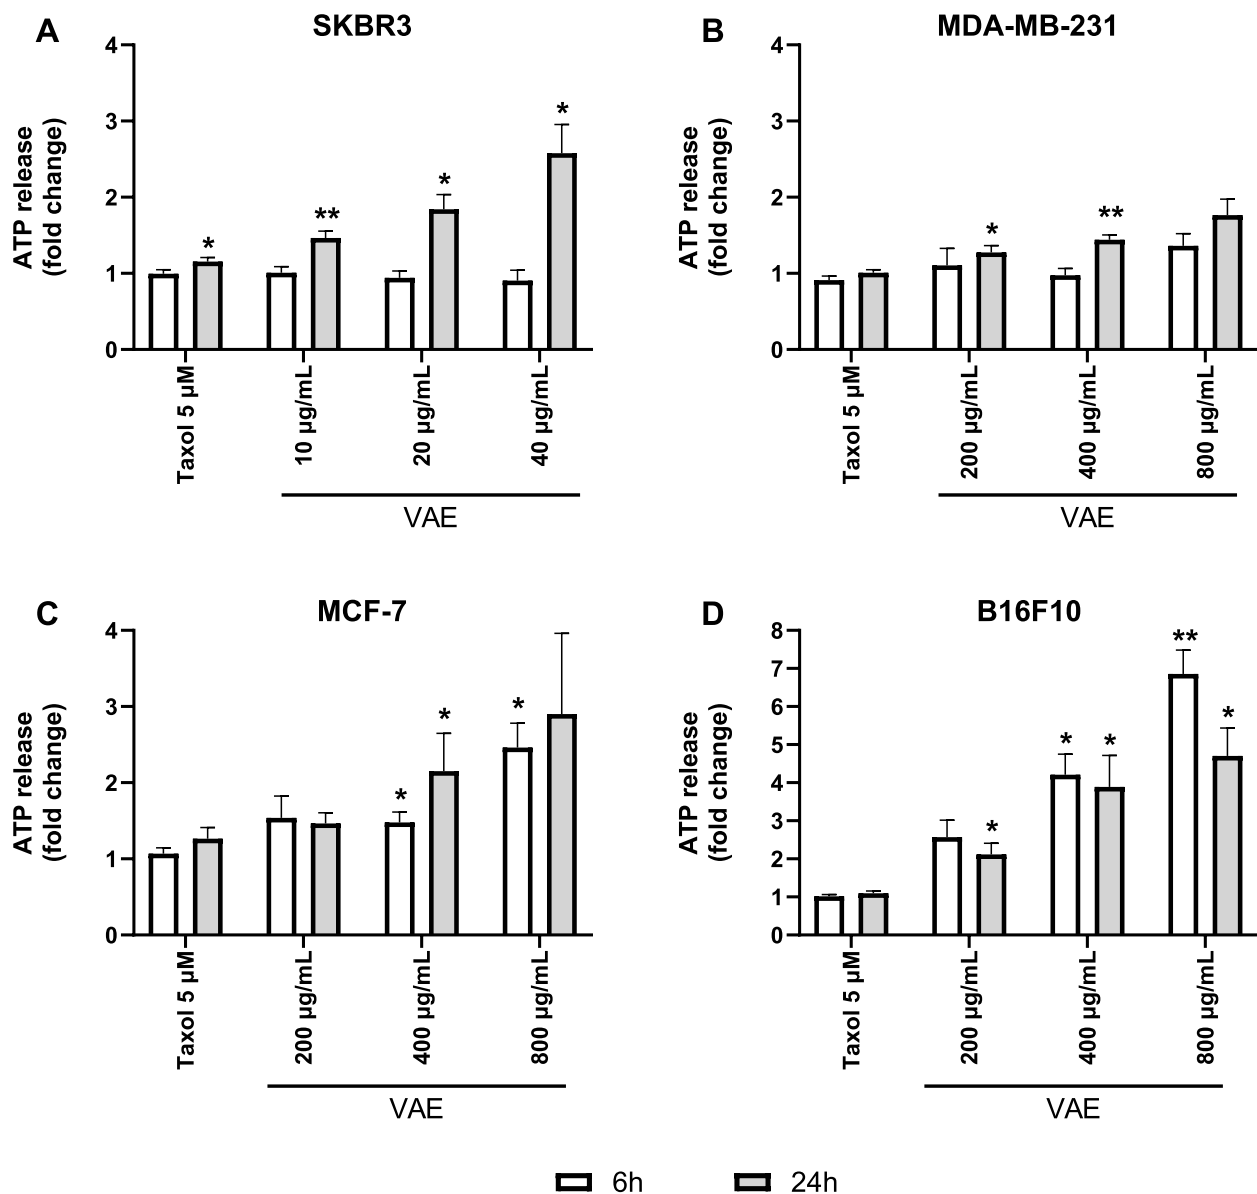 A
SKBR3
ATP release
(fold change)
4
3
2
1
0
*
**
*
*
Taxol 5 µM
10 µg/mL
20 µg/mL
40 µg/mL
VAE
B
MDA-MB-231
ATP release
(fold change)
4
3
2
1
0
*
**
Taxol 5 µM
200 µg/mL
400 µg/mL
800 µg/mL
VAE
C
MCF-7
ATP release
(fold change)
4
3
2
1
0
*
*
*
Taxol 5 µM
200 µg/mL
400 µg/mL
800 µg/mL
VAE
D
B16F10
ATP release
(fold change)
8
7
6
5
4
3
2
1
0
*
*
*
**
*
Taxol 5 µM
200 µg/mL
400 µg/mL
800 µg/mL
VAE
6h
24h